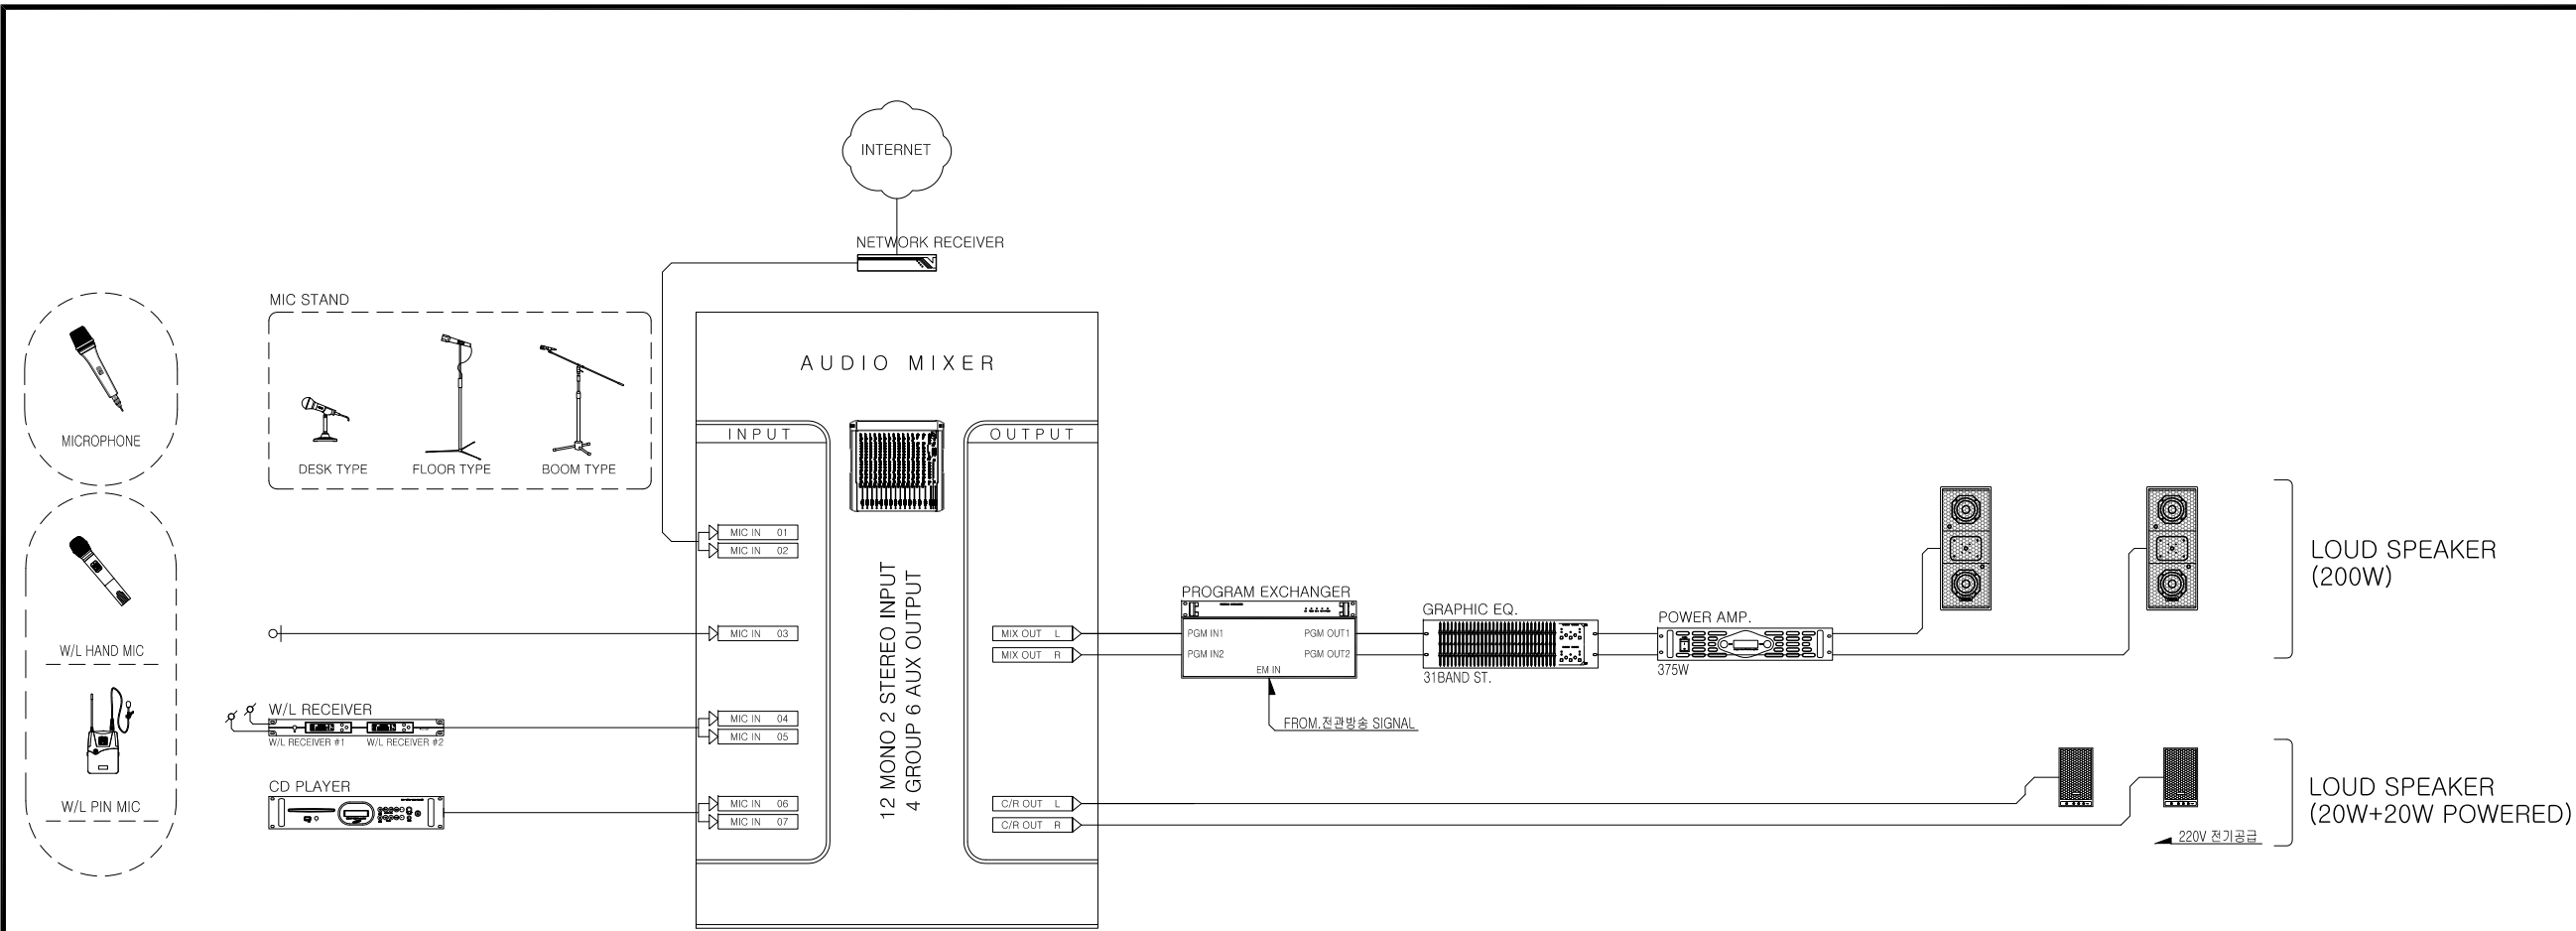 INTERNET
NETWORK RECEIVER
MIC STAND
DESK TYPE
FLOOR TYPE
BOOM TYPE
MICROPHONE
W/L HAND MIC
W/L PIN MIC
W/L RECEIVER
W/L RECEIVER #1
W/L RECEIVER #2
CD PLAYER
AUDIO MIXER
INPUT
OUTPUT
MIC IN 01
MIC IN 02
MIC IN 03
MIC IN 04
MIC IN 05
MIC IN 06
MIC IN 07
12 MONO 2 STEREO INPUT
4 GROUP 6 AUX OUTPUT
MIX OUT L
MIX OUT R
C/R OUT L
C/R OUT R
PROGRAM EXCHANGER
PGM IN1
PGM OUT1
PGM IN2
PGM OUT2
EM IN
FROM.전관방송 SIGNAL
GRAPHIC EQ.
31BAND ST.
POWER AMP.
375W
LOUD SPEAKER
(200W)
LOUD SPEAKER
(20W+20W POWERED)
220V 전기공급